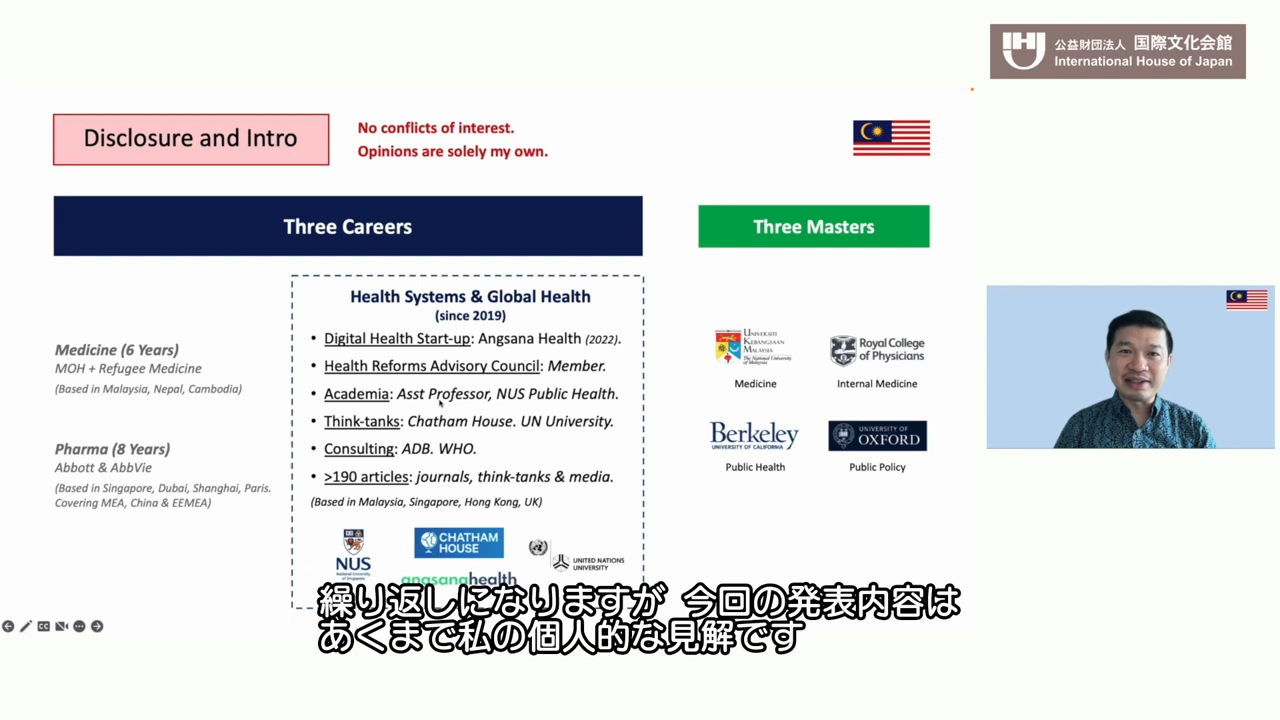 公益財団法人 国際文化会館
International House of Japan
Disclosure and Intro
No conflicts of interest.
Opinions are solely my own.
Three Careers
Three Masters
Medicine (6 Years)
MOH + Refugee Medicine
(Based in Malaysia, Nepal, Cambodia)
Pharma (8 Years)
Abbott & AbbVie
(Based in Singapore, Dubai, Shanghai, Paris.
Covering MEA, China & EEMEA)
Health Systems & Global Health
(since 2019)
• Digital Health Start-up: Angsana Health (2022).
• Health Reforms Advisory Council: Member.
• Academia: Asst Professor, NUS Public Health.
• Think-tanks: Chatham House. UN University.
• Consulting: ADB. WHO.
• >190 articles: journals, think-tanks & media.
(Based in Malaysia, Singapore, Hong Kong, UK)
NUS
National University
of Singapore
CHATHAM
HOUSE
UNITED NATIONS
UNIVERSITY
angsanahealth
UNIVERSITI
KEBANGSAAN
MALAYSIA
The National University
of Malaysia
Medicine
Royal College
of Physicians
Internal Medicine
Berkeley
UNIVERSITY OF CALIFORNIA
Public Health
UNIVERSITY OF
OXFORD
Public Policy
CC
繰り返しになりますが 今回の発表内容は
あくまで私の個人的な見解です